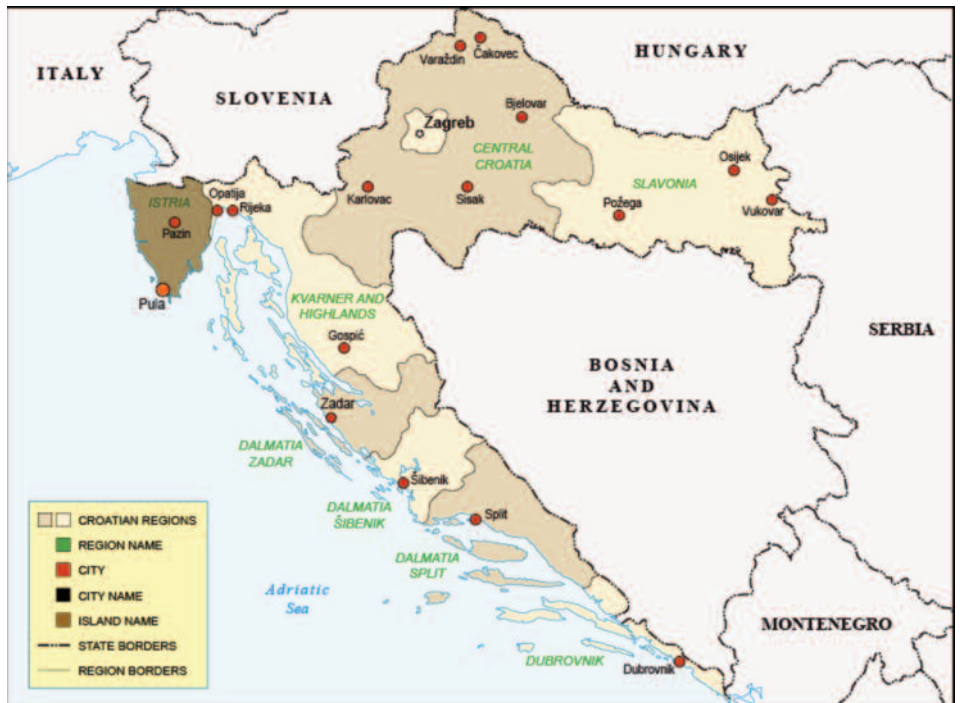 ITALY
SLOVENIA
HUNGARY
Varaždin
Čakovec
Bjelovar
Zagreb
CENTRAL
CROATIA
Osijek
SLAVONIA
Opatija
ISTRIA
Rijeka
Karlovac
Sisak
Požega
Vukovar
Pazin
Pula
KVARNER AND
HIGHLANDS
Gospić
SERBIA
BOSNIA
AND
HERZEGOVINA
Zadar
DALMATIA
ZADAR
Šibenik
DALMATIA
ŠIBENIK
Split
DALMATIA
SPLIT
Adriatic
Sea
MONTENEGRO
DUBROVNIK
Dubrovnik
CROATIAN REGIONS
REGION NAME
CITY
CITY NAME
ISLAND NAME
STATE BORDERS
REGION BORDERS